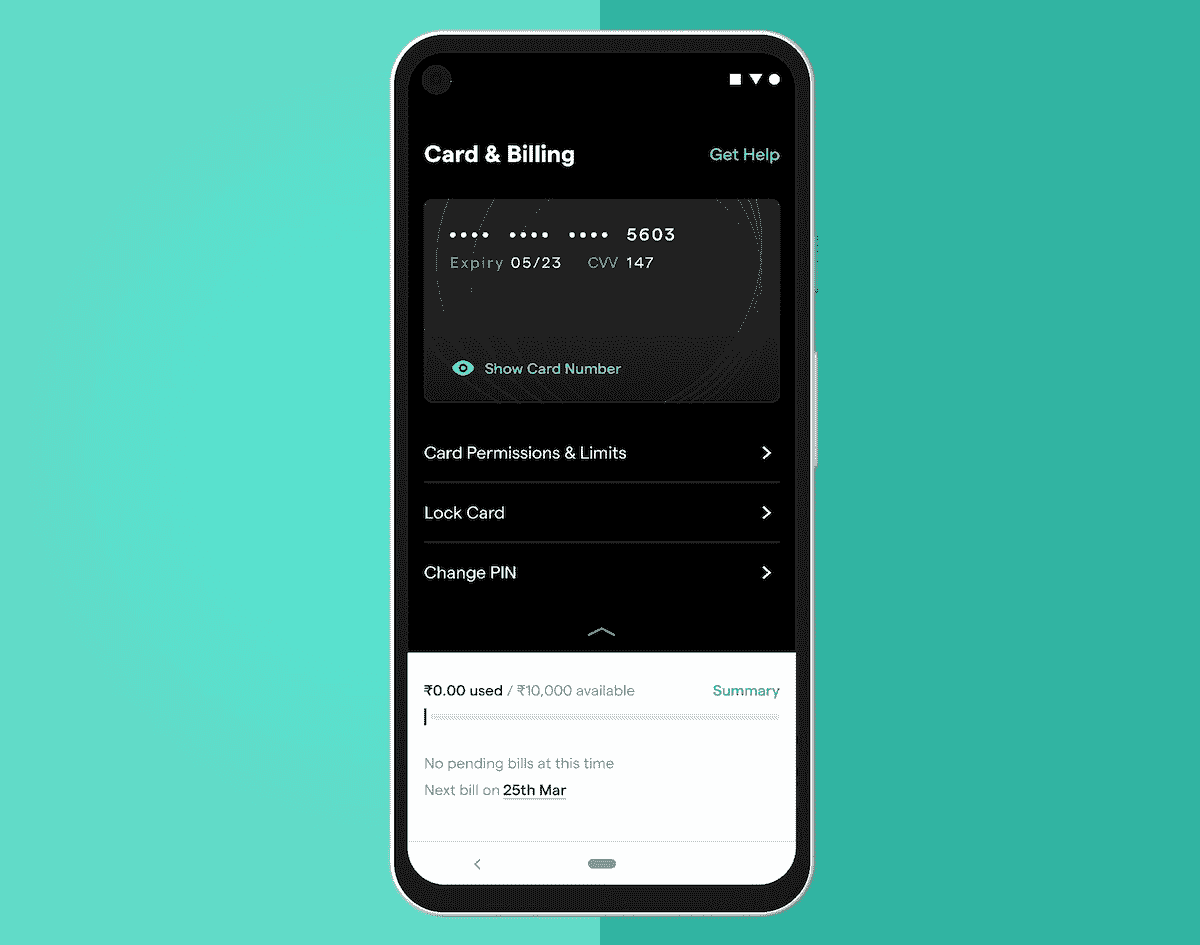 Card & Billing Get Help
•••• •••• •••• 5603
Expiry 05/23 CVV 147
Show Card Number
Card Permissions & Limits
Lock Card
Change PIN
₹0.00 used / ₹10,000 available Summary
No pending bills at this time
Next bill on 25th Mar